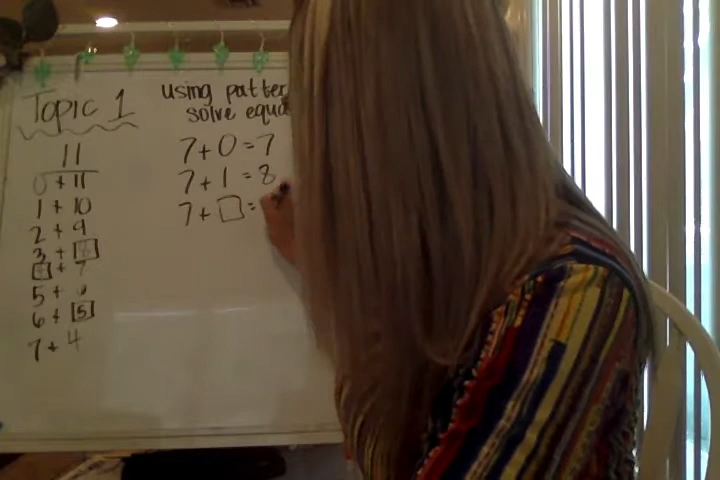 Topic 1
11
0 + 11
1 + 10
2 + 9
3 +
+ 7
5 +
6 + 5
7 + 4
using patter
solve equa
7 + 0 = 7
7 + 1 = 8
7 + □ =